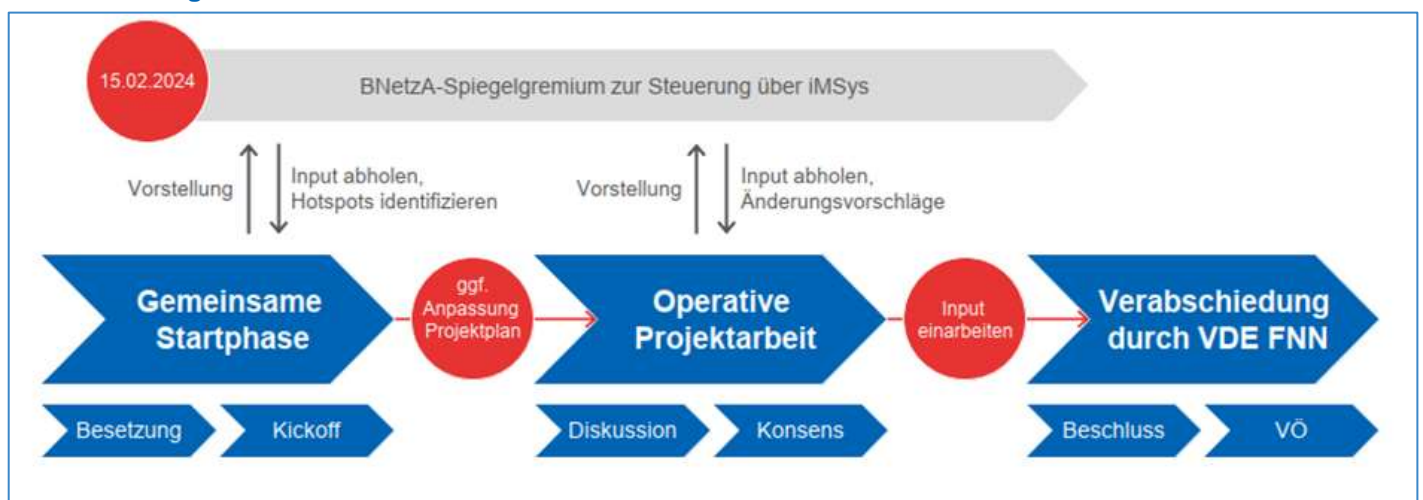 15.02.2024
BNetzA-Spiegelgremium zur Steuerung über iMSys
Vorstellung
Input abholen,
Hotspots identifizieren
Vorstellung
Input abholen,
Änderungsvorschläge
Gemeinsame
Startphase
ggf.
Anpassung
Projektplan
Operative
Projektarbeit
Input
einarbeiten
Verabschiedung
durch VDE FNN
Besetzung
Kickoff
Diskussion
Konsens
Beschluss
VÖ